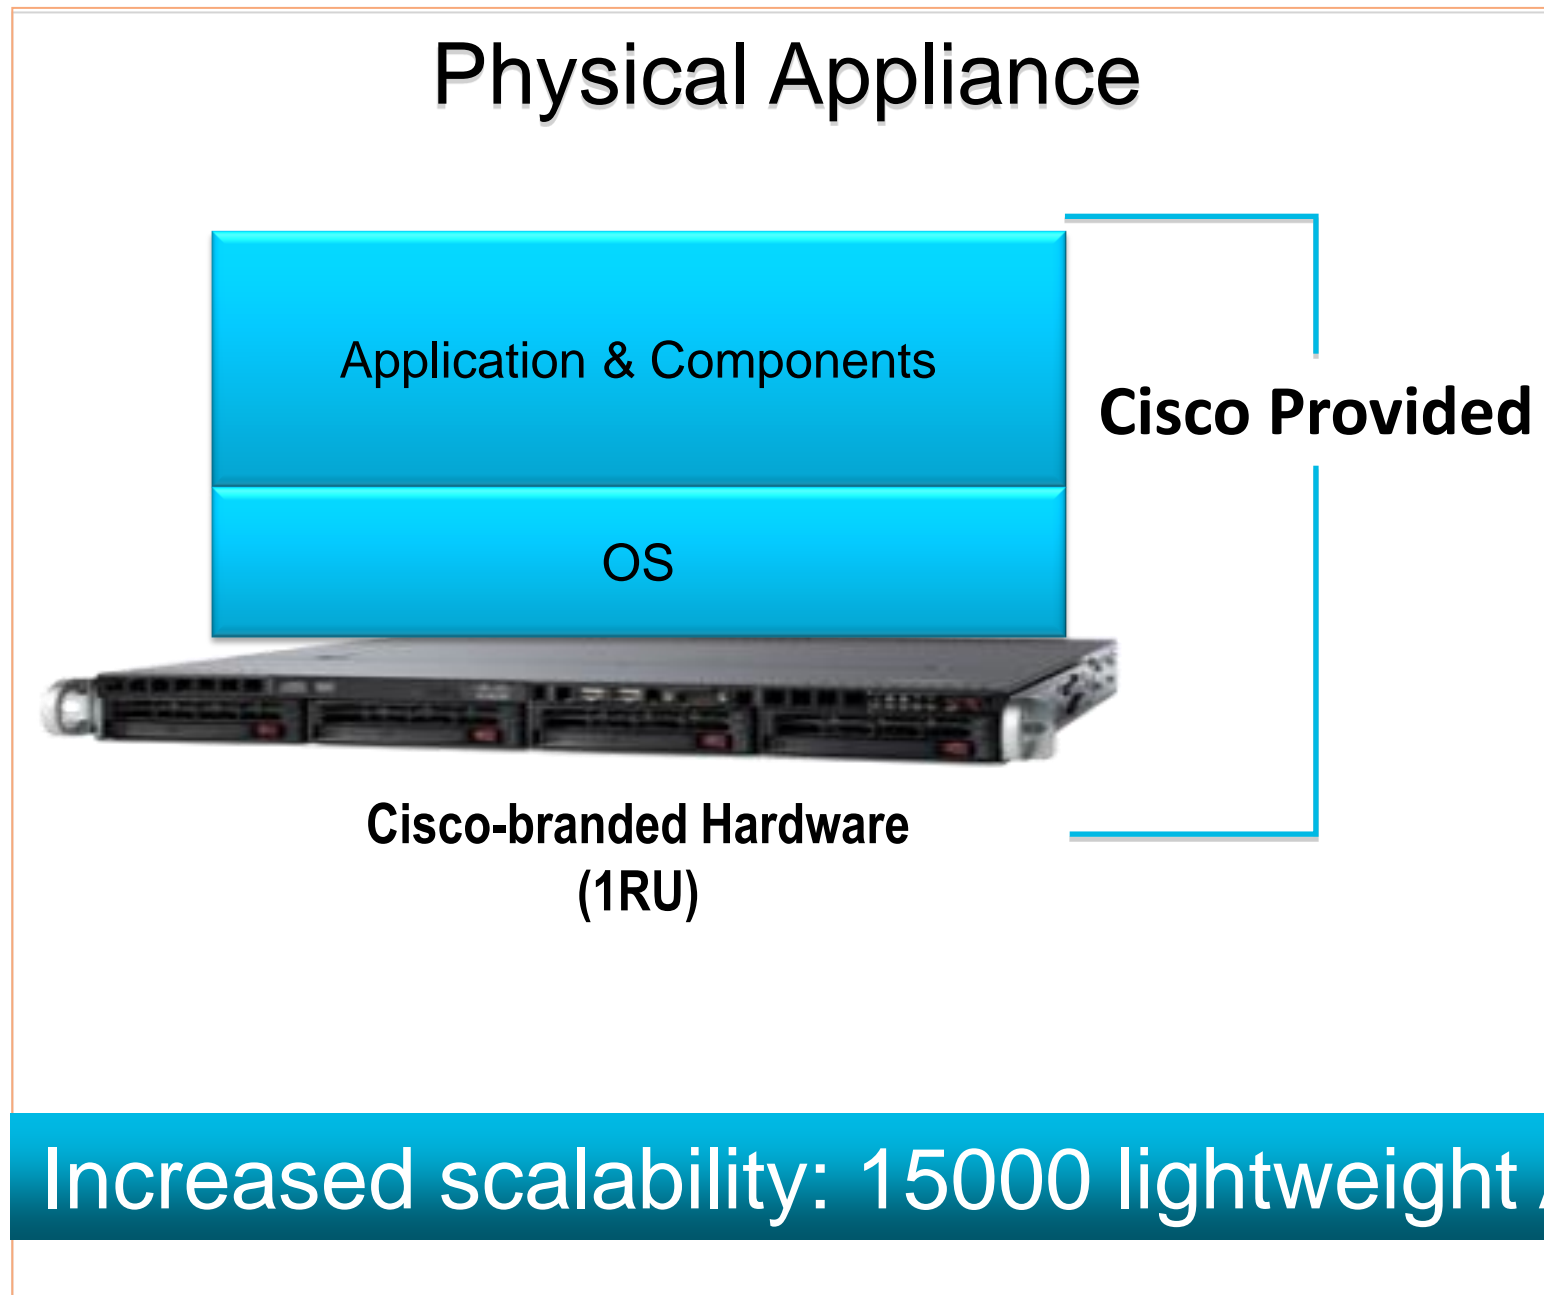 Physical Appliance
Application & Components
Cisco Provided
OS
Cisco-branded Hardware
(1RU)
Increased scalability: 15000 lightweight